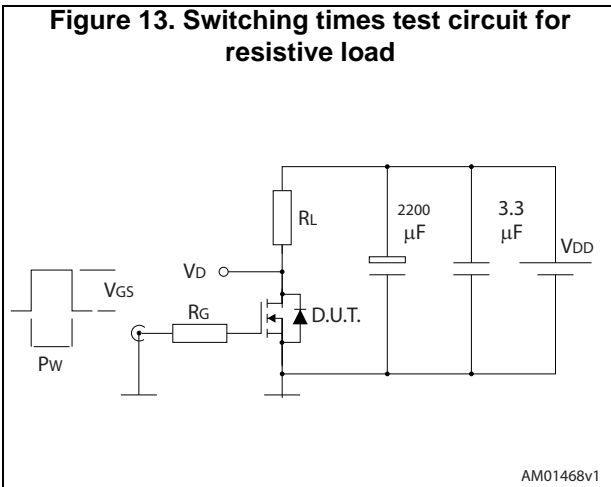 Figure 13. Switching times test circuit for
resistive load
RL
2200
μF
3.3
μF
VDD
VD
VGS
RG
D.U.T.
PW
AM01468v1